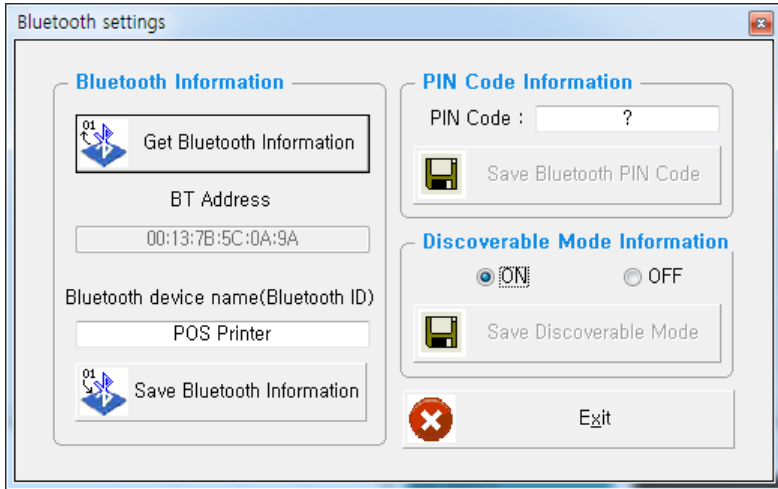 Bluetooth settings
Bluetooth Information
01
Get Bluetooth Information
BT Address
00:13:7B:5C:0A:9A
Bluetooth device name(Bluetooth ID)
POS Printer
01
Save Bluetooth Information
PIN Code Information
PIN Code : ?
Save Bluetooth PIN Code
Discoverable Mode Information
ON OFF
Save Discoverable Mode
Exit